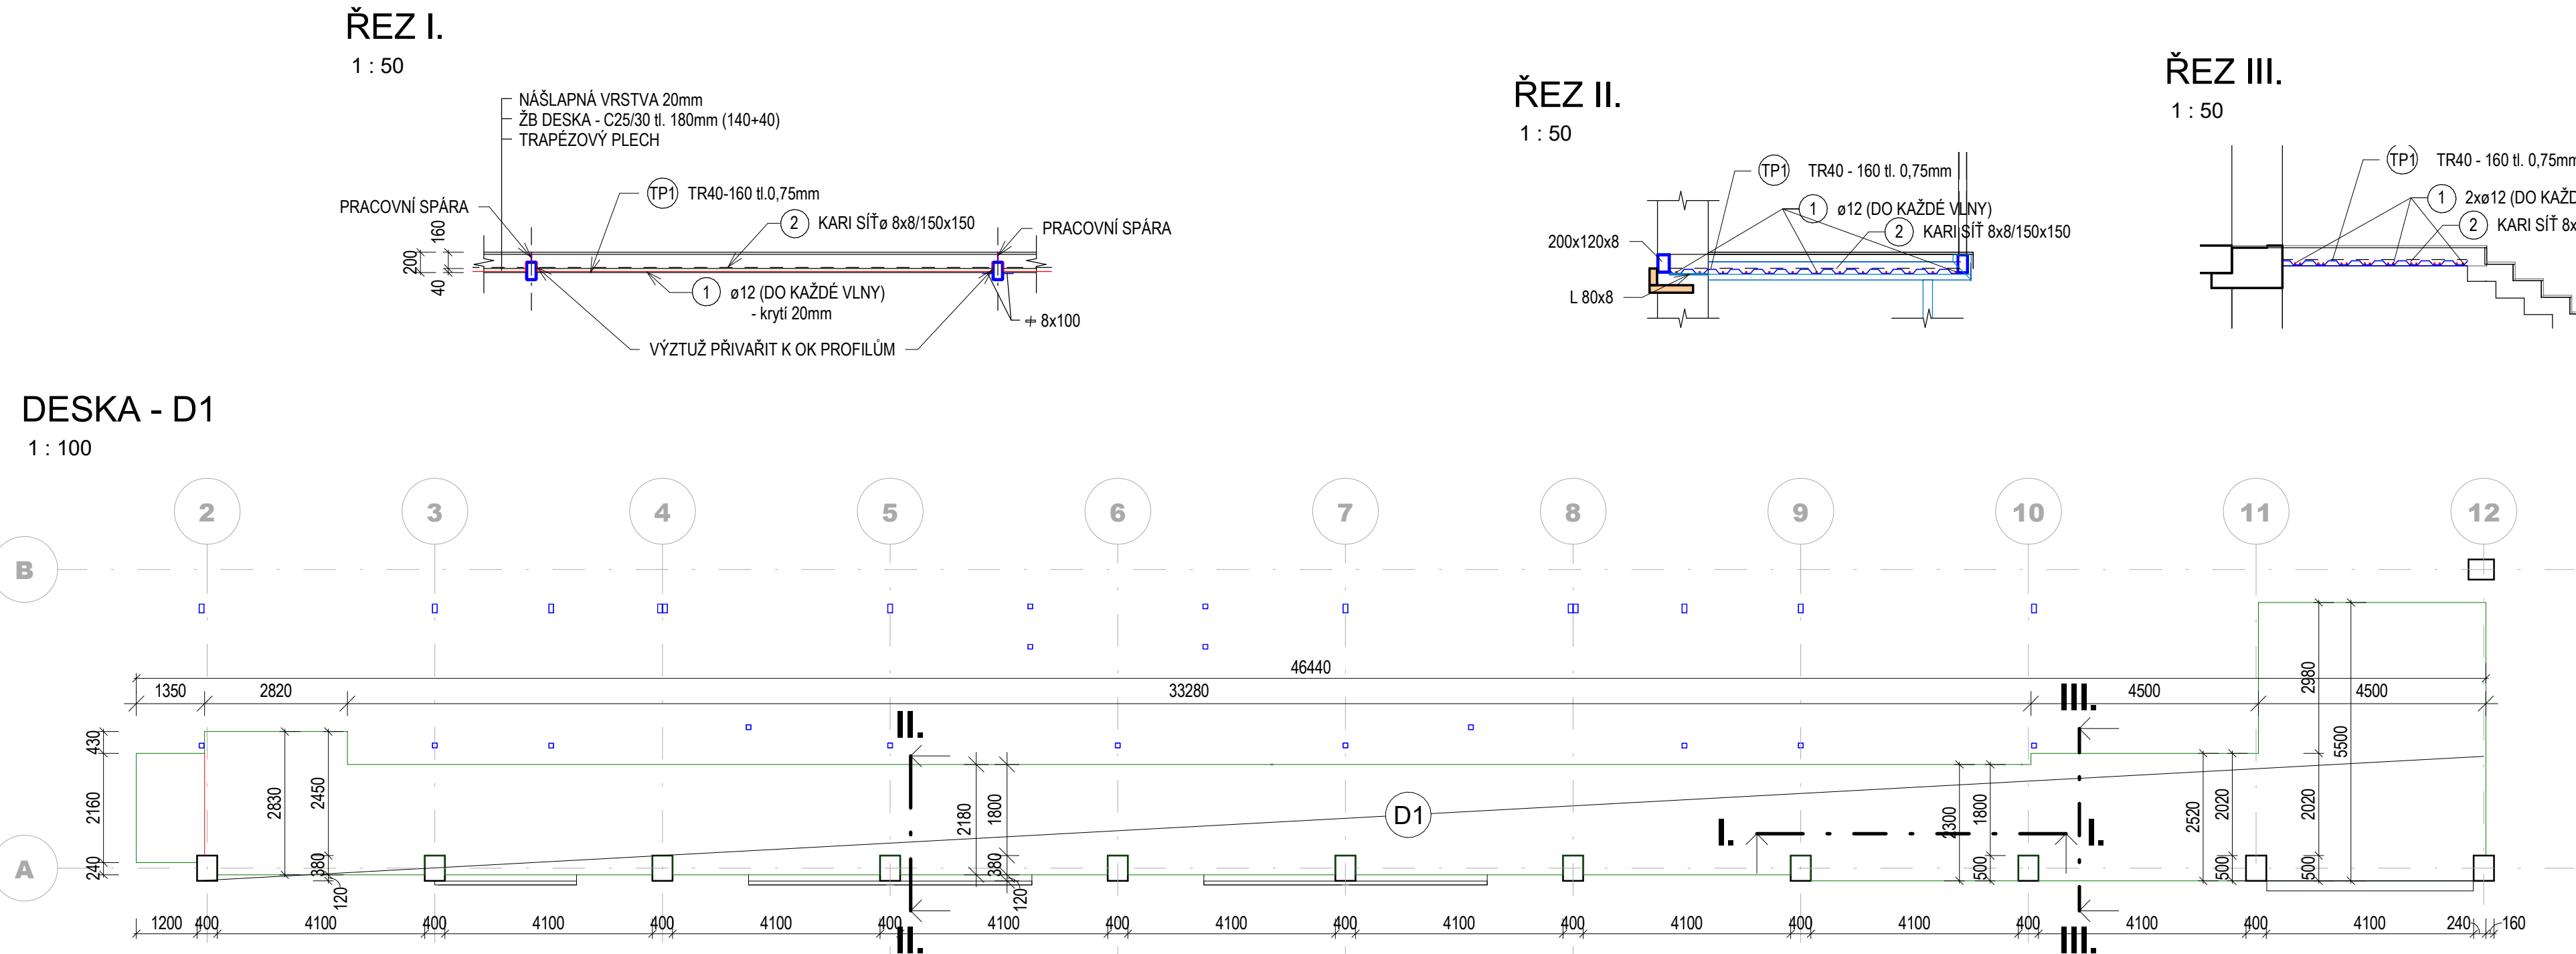 ŘEZ I.
1 : 50
NÁŠLAPNÁ VRSTVA 20mm
ŽB DESKA - C25/30 tl. 180mm (140+40)
TRAPÉZOVÝ PLECH
PRACOVNÍ SPÁRA
TP1 TR40-160 tl.0,75mm
2 KARI SÍŤø 8x8/150x150
PRACOVNÍ SPÁRA
160
200
40
1 ø12 (DO KAŽDÉ VLNY)
- krytí 20mm
8x100
VÝZTUŽ PŘIVAŘIT K OK PROFILŮM
ŘEZ II.
1 : 50
TP1 TR40 - 160 tl. 0,75mm
1 ø12 (DO KAŽDÉ VLNY)
2 KARI SÍŤ 8x8/150x150
200x120x8
L 80x8
ŘEZ III.
1 : 50
TP1 TR40 - 160 tl. 0,75mm
1 2xø12 (DO KAŽD
2 KARI SÍŤ 8x
DESKA - D1
1 : 100
2 3 4 5 6 7 8 9 10 11 12
B
46440
1350 2820 33280 4500 4500
II. III.
2980
5500
430
2160
240
2830
2450
380
120
2180
1800
380
120
D1
2300
1800
500
I. I.
2520
2020
500
2020
500
A
1200 400 4100 400 4100 400 4100 400 4100 400 4100 400 4100 400 4100 400 4100 400 4100 400 4100 240 160
II. III.